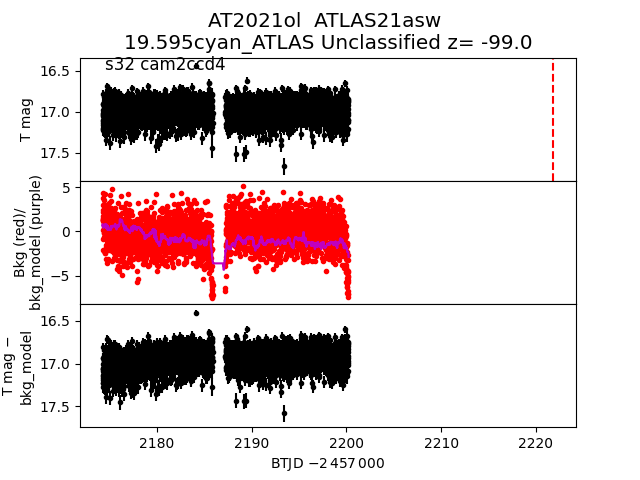 AT2021ol  ATLAS21asw
19.595cyan_ATLAS Unclassified z= -99.0
s32 cam2ccd4
16.5
17.0
17.5
T mag
5
0
−5
Bkg (red)/
bkg_model (purple)
16.5
17.0
17.5
T mag −
bkg_model
2180
2190
2200
2210
2220
BTJD −2 457 000